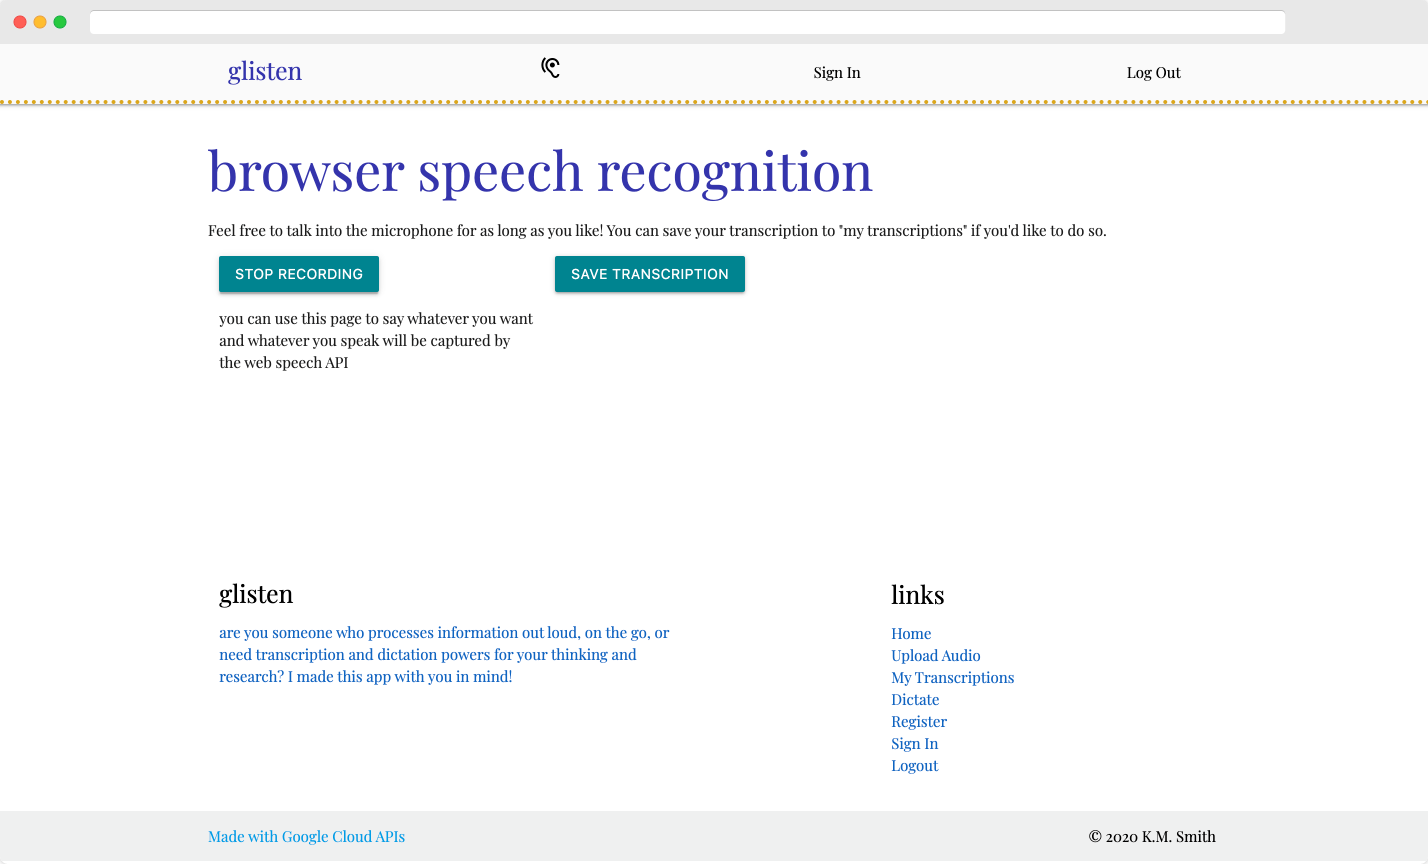 glisten
Sign In
Log Out
browser speech recognition
Feel free to talk into the microphone for as long as you like! You can save your transcription to "my transcriptions" if you'd like to do so.
STOP RECORDING
SAVE TRANSCRIPTION
you can use this page to say whatever you want
and whatever you speak will be captured by
the web speech API
glisten
are you someone who processes information out loud, on the go, or
need transcription and dictation powers for your thinking and
research? I made this app with you in mind!
links
Home
Upload Audio
My Transcriptions
Dictate
Register
Sign In
Logout
Made with Google Cloud APIs
© 2020 K.M. Smith